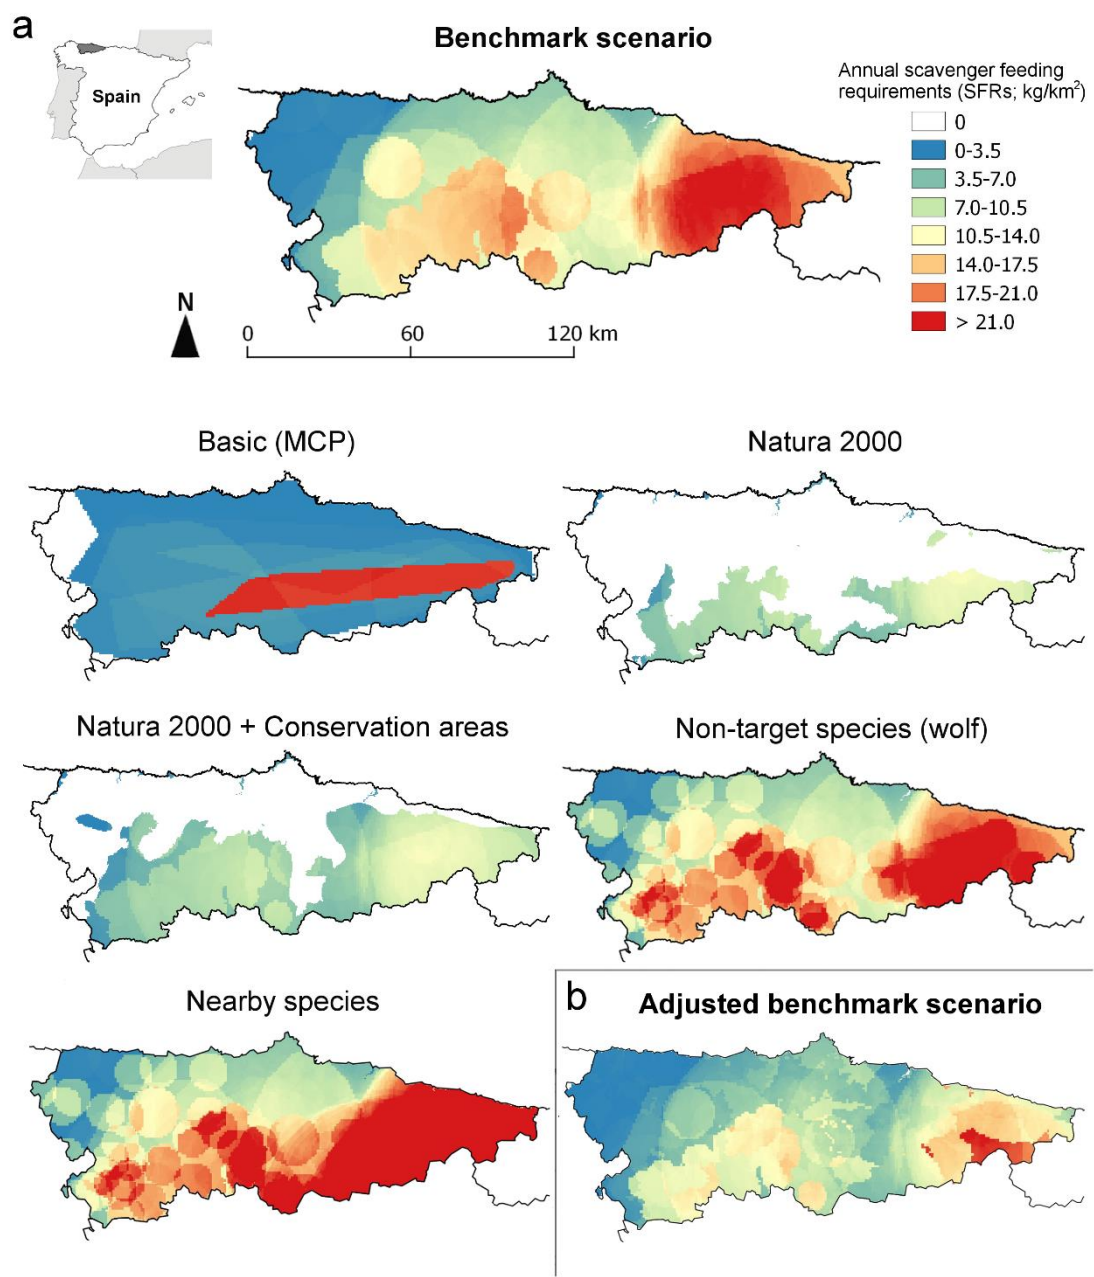 a
Spain
Benchmark scenario
Annual scavenger feeding
requirements (SFRs; kg/km²)
0
0-3.5
3.5-7.0
7.0-10.5
10.5-14.0
14.0-17.5
17.5-21.0
> 21.0
N
0 60 120 km
Basic (MCP)
Natura 2000
Natura 2000 + Conservation areas
Non-target species (wolf)
Nearby species
b
Adjusted benchmark scenario